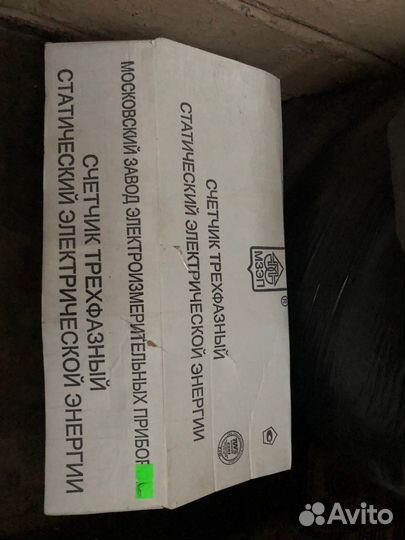 МЗЭП
®
СЧЕТЧИК ТРЕХФАЗНЫЙ
СТАТИЧЕСКИЙ ЭЛЕКТРИЧЕСКОЙ ЭНЕРГИИ
МОСКОВСКИЙ ЗАВОД ЭЛЕКТРОИЗМЕРИТЕЛЬНЫХ ПРИБОР
СЧЕТЧИК ТРЕХФАЗНЫЙ
СТАТИЧЕСКИЙ ЭЛЕКТРИЧЕСКОЙ ЭНЕРГИИ
Avito